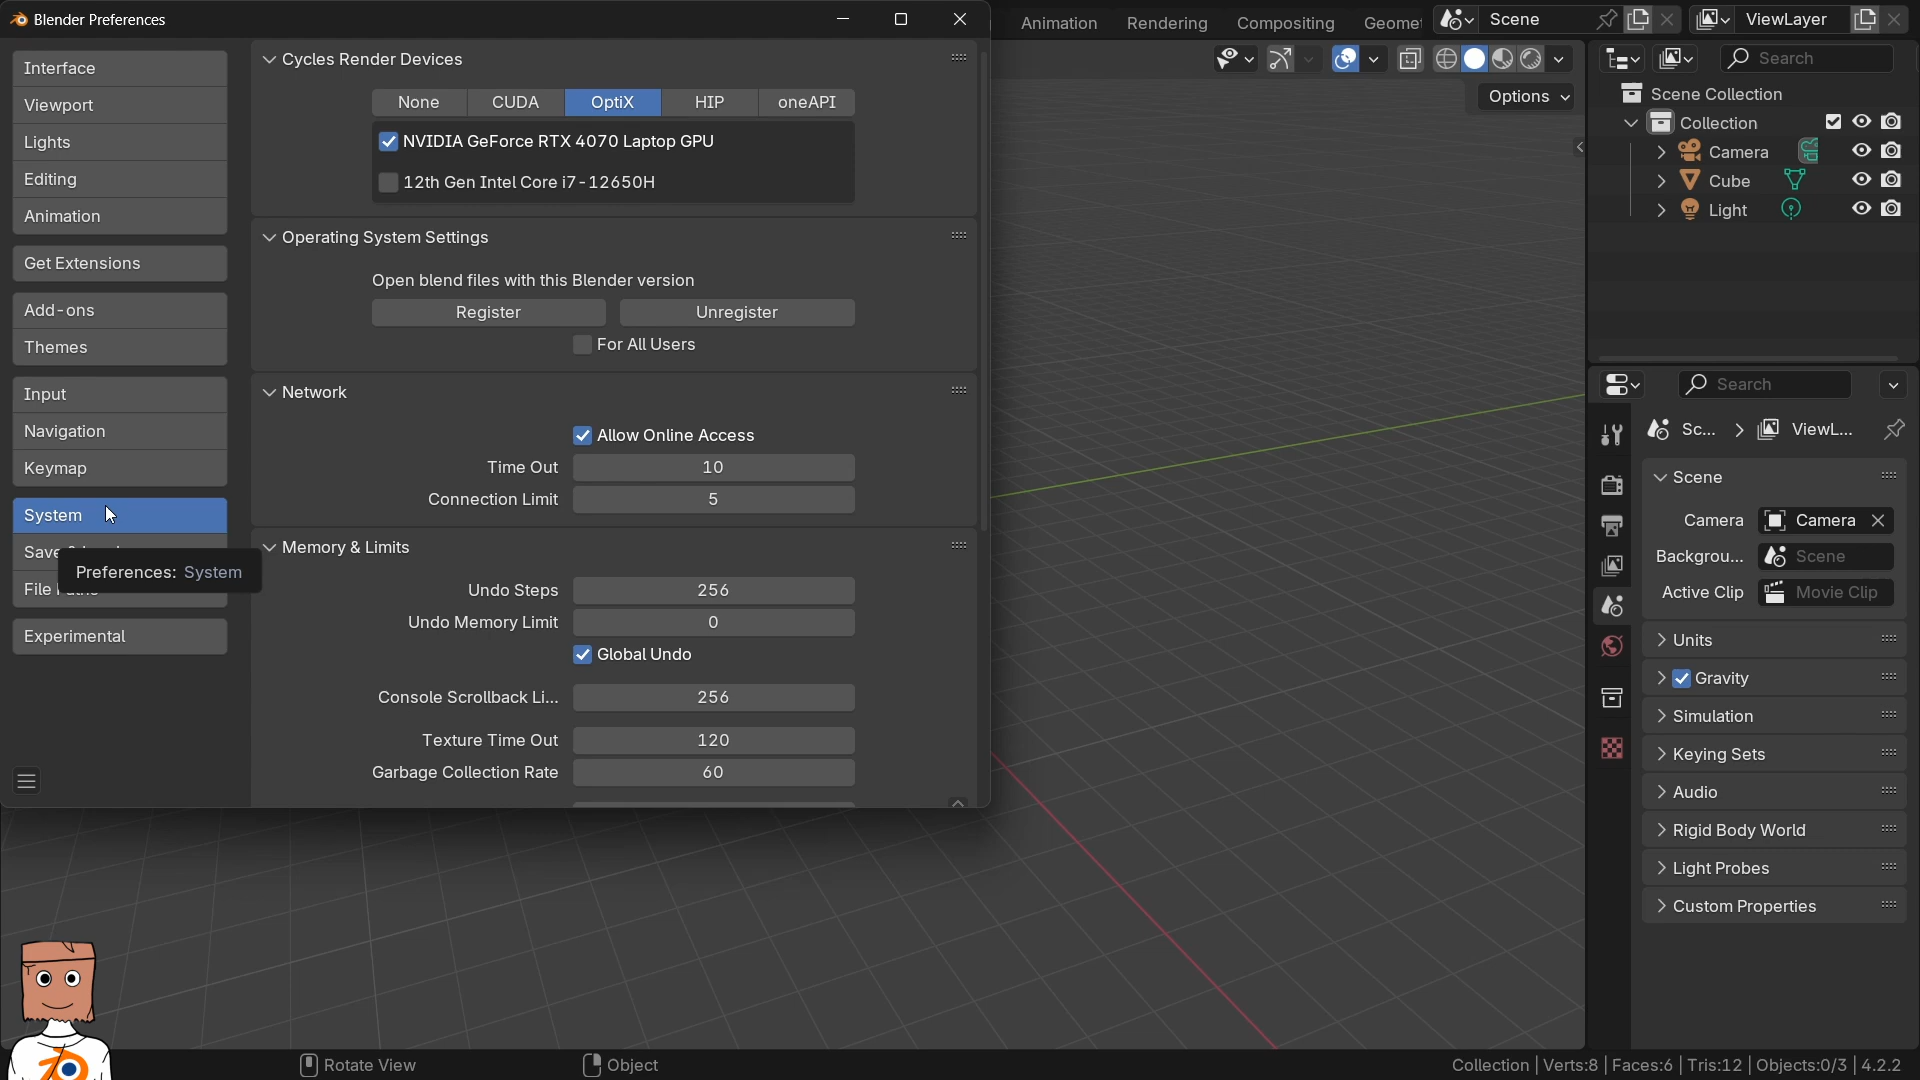 Blender Preferences
Animation
Rendering
Compositing
Geomet
Scene
ViewLayer
Interface
Viewport
Lights
Editing
Animation
Get Extensions
Add-ons
Themes
Input
Navigation
Keymap
System
Save
Preferences: System
File
Experimental
Cycles Render Devices
None CUDA OptiX HIP oneAPI
NVIDIA GeForce RTX 4070 Laptop GPU
12th Gen Intel Core i7-12650H
Operating System Settings
Open blend files with this Blender version
Register Unregister
For All Users
Network
Allow Online Access
Time Out 10
Connection Limit 5
Memory & Limits
Undo Steps 256
Undo Memory Limit 0
Global Undo
Console Scrollback Li... 256
Texture Time Out 120
Garbage Collection Rate 60
Options
Search
Scene Collection
Collection
Camera
Cube
Light
Search
Sc... ViewL...
Scene
Camera Camera
Backgrou... Scene
Active Clip Movie Clip
Units
Gravity
Simulation
Keying Sets
Audio
Rigid Body World
Light Probes
Custom Properties
Rotate View
Object
Collection | Verts:8 | Faces:6 | Tris:12 | Objects:0/3 | 4.2.2